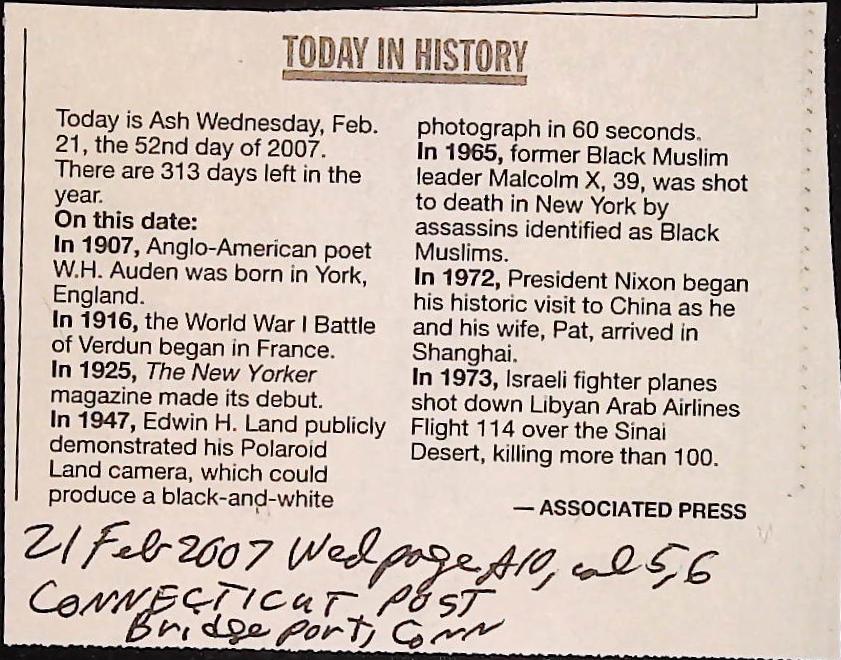 TODAY IN HISTORY
Today is Ash Wednesday, Feb.
21, the 52nd day of 2007.
There are 313 days left in the
year.
On this date:
In 1907, Anglo-American poet
W.H. Auden was born in York,
England.
In 1916, the World War I Battle
of Verdun began in France.
In 1925, The New Yorker
magazine made its debut.
In 1947, Edwin H. Land publicly
demonstrated his Polaroid
Land camera, which could
produce a black-and-white
photograph in 60 seconds.
In 1965, former Black Muslim
leader Malcolm X, 39, was shot
to death in New York by
assassins identified as Black
Muslims.
In 1972, President Nixon began
his historic visit to China as he
and his wife, Pat, arrived in
Shanghai.
In 1973, Israeli fighter planes
shot down Libyan Arab Airlines
Flight 114 over the Sinai
Desert, killing more than 100.
— ASSOCIATED PRESS
21 Feb 2007 Wed page A10, col 5,6
CONNECTICUT POST
Bridgeport, Conn